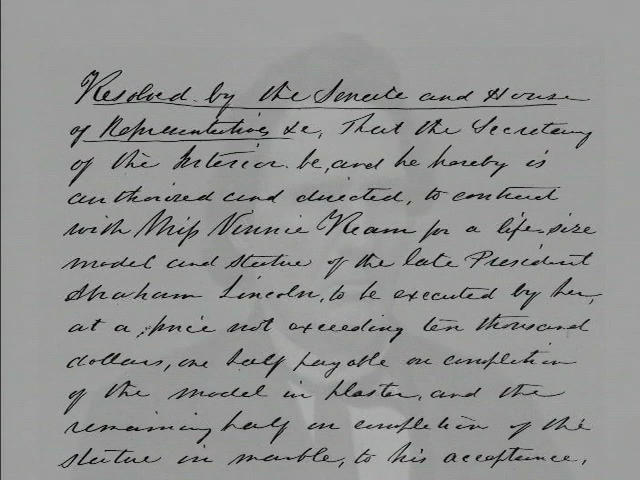 Resolved by the Senate and House
of Representatives &c, That the Secretary
of the Interior be, and he hereby is
authorized and directed, to contract
with Miss Vinnie Ream for a life-size
model and statue of the late President
Abraham Lincoln, to be executed by her,
at a price not exceeding ten thousand
dollars, one half payable on completion
of the model in plaster, and the
remaining half on completion of the
statue in marble, to his acceptance.